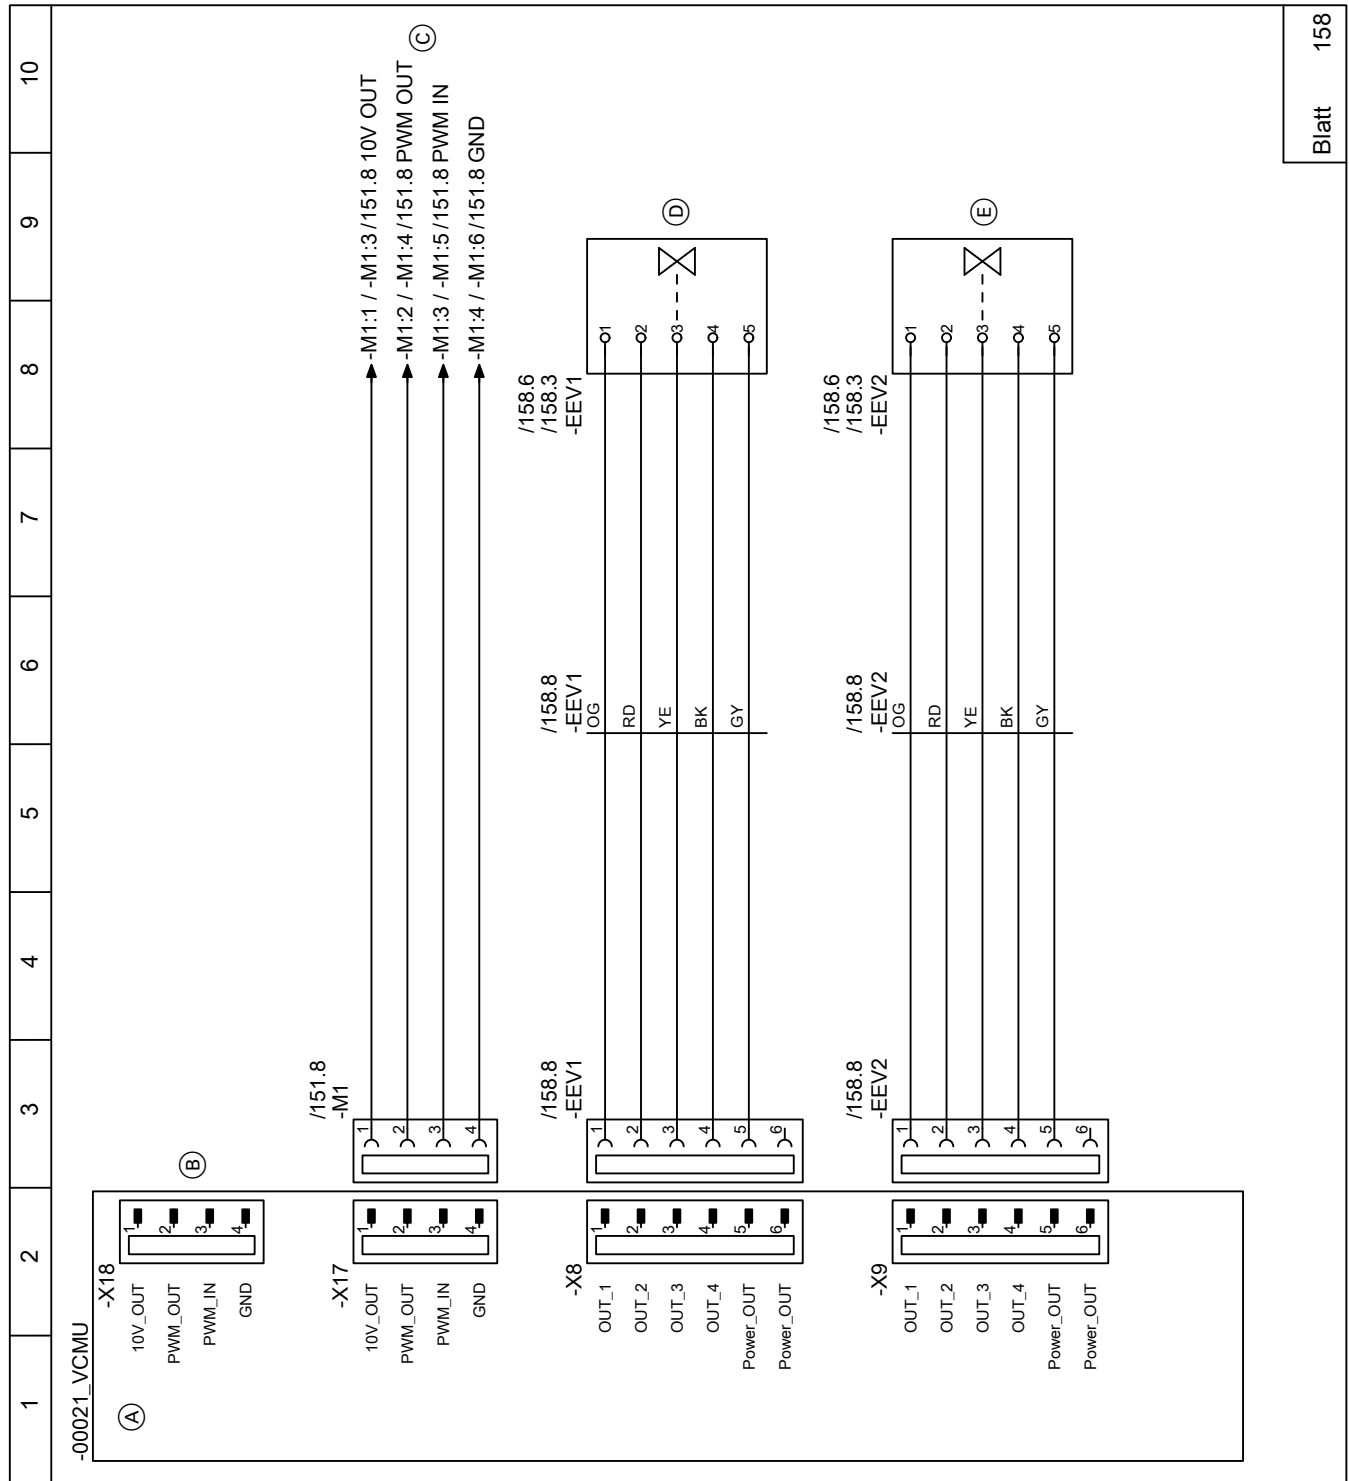 1 2 3 4 5 6 7 8 9 10
-00021_VCMU
A
-X18
10V_OUT 1
PWM_OUT 2
PWM_IN 3
GND 4
B
-X17
10V_OUT 1
PWM_OUT 2
PWM_IN 3
GND 4
/151.8
-M1
1 -M1:1 / -M1:3 /151.8 10V OUT
2 -M1:2 / -M1:4 /151.8 PWM OUT
3 -M1:3 / -M1:5 /151.8 PWM IN
4 -M1:4 / -M1:6 /151.8 GND
C
-X8
OUT_1 1
OUT_2 2
OUT_3 3
OUT_4 4
Power_OUT 5
Power_OUT 6
/158.8
-EEV1
1
2
3
4
5
6
/158.8
-EEV1
OG
RD
YE
BK
GY
/158.6
/158.3
-EEV1
1
2
3
4
5
D
-X9
OUT_1 1
OUT_2 2
OUT_3 3
OUT_4 4
Power_OUT 5
Power_OUT 6
/158.8
-EEV2
1
2
3
4
5
6
/158.8
-EEV2
OG
RD
YE
BK
GY
/158.6
/158.3
-EEV2
1
2
3
4
5
E
Blatt 158